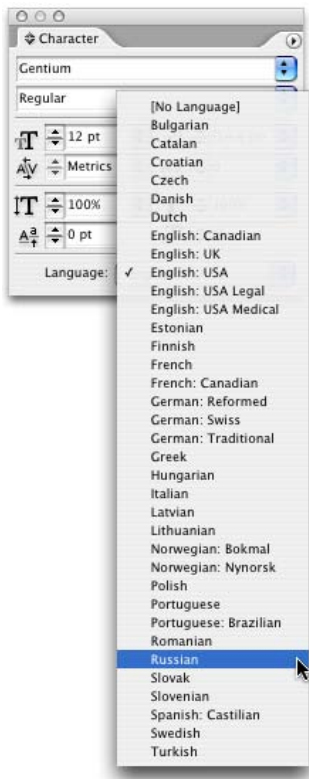 Character
Gentium
Regular
12 pt
Metrics
100%
0 pt
Language:
[No Language]
Bulgarian
Catalan
Croatian
Czech
Danish
Dutch
English: Canadian
English: UK
✓ English: USA
English: USA Legal
English: USA Medical
Estonian
Finnish
French
French: Canadian
German: Reformed
German: Swiss
German: Traditional
Greek
Hungarian
Italian
Latvian
Lithuanian
Norwegian: Bokmal
Norwegian: Nynorsk
Polish
Portuguese
Portuguese: Brazilian
Romanian
Russian
Slovak
Slovenian
Spanish: Castilian
Swedish
Turkish